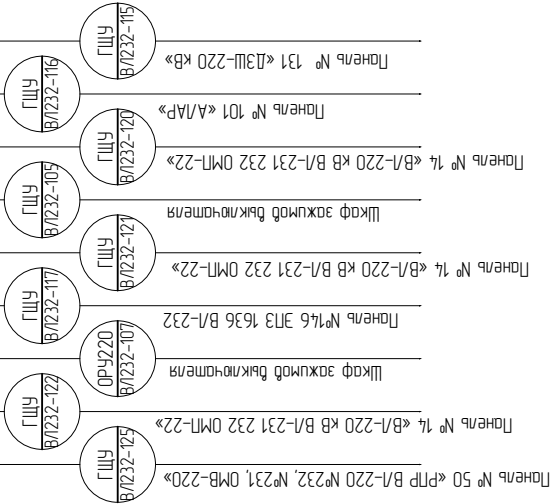 ГЩУ
ВЛ232-115
Панель № 131 «ДЗШ-220 кВ»
ГЩУ
ВЛ232-116
Панель № 101 «АЛАР»
ГЩУ
ВЛ232-120
Панель № 14 «ВЛ-220 кВ ВЛ-231 232 ОМП-22»
ГЩУ
ВЛ232-105
Шкаф зажимов выключателя
ГЩУ
ВЛ232-121
Панель № 14 «ВЛ-220 кВ ВЛ-231 232 ОМП-22»
ГЩУ
ВЛ232-117
Панель №146 ЭПЗ 1636 ВЛ-232
ОРУ220
ВЛ232-107
Шкаф зажимов выключателя
ГЩУ
ВЛ232-122
Панель № 14 «ВЛ-220 кВ ВЛ-231 232 ОМП-22»
ГЩУ
ВЛ232-125
Панель № 50 «РПР ВЛ-220 №232, №231, ОМВ-220»